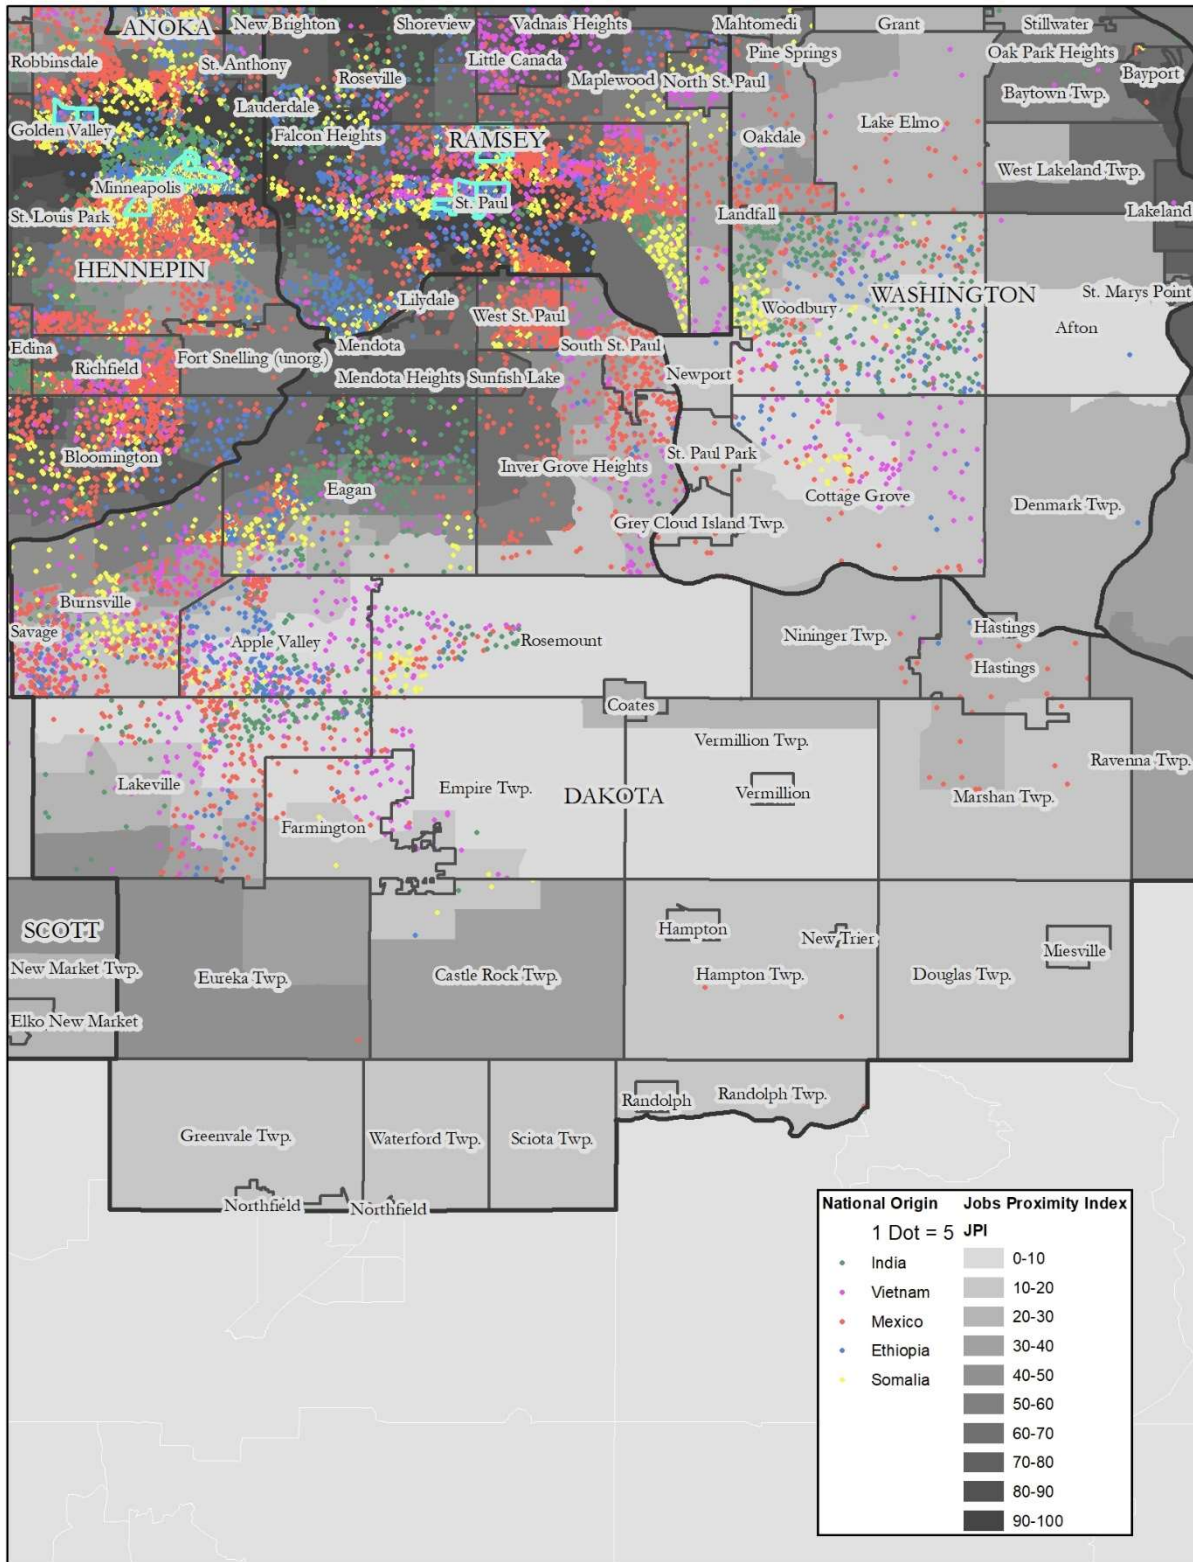 ANOKA
New Brighton
Shoreview
Vadnais Heights
Mahtomedi
Grant
Stillwater
Robbinsdale
St. Anthony
Roseville
Little Canada
Maplewood
North St. Paul
Pine Springs
Oak Park Heights
Bayport
Baytown Twp.
Golden Valley
Lauderdale
Falcon Heights
RAMSEY
Oakdale
Lake Elmo
West Lakeland Twp.
Minneapolis
St. Louis Park
St. Paul
Landfall
Lakeland
HENNEPIN
Lilydale
West St. Paul
Woodbury
WASHINGTON
St. Marys Point
Afton
Edina
Richfield
Fort Snelling (unorg.)
Mendota
South St. Paul
Mendota Heights
Sunfish Lake
Newport
Bloomington
Eagan
Inver Grove Heights
St. Paul Park
Cottage Grove
Denmark Twp.
Grey Cloud Island Twp.
Burnsville
Savage
Apple Valley
Rosemount
Nininger Twp.
Hastings
Hastings
Coates
Lakeville
Farmington
Empire Twp.
DAKOTA
Vermillion Twp.
Vermillion
Marshan Twp.
Ravenna Twp.
SCOTT
New Market Twp.
Elko New Market
Eureka Twp.
Castle Rock Twp.
Hampton
Hampton Twp.
New Trier
Douglas Twp.
Miesville
Greenvale Twp.
Waterford Twp.
Sciota Twp.
Randolph
Randolph Twp.
Northfield
Northfield
National Origin
1 Dot = 5
India
Vietnam
Mexico
Ethiopia
Somalia
Jobs Proximity Index
JPI
0-10
10-20
20-30
30-40
40-50
50-60
60-70
70-80
80-90
90-100